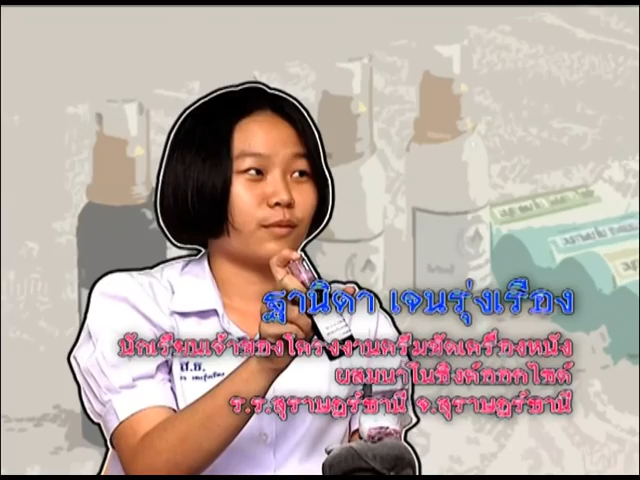 ฐานิดา เจนรุ่งเรือง
นักเรียนเจ้าของโครงงานครีมขัดเครื่องหนัง
ผสมนาโนซิงค์ออกไซด์
ร.ร.สุราษฎร์ธานี จ.สุราษฎร์ธานี
ส.ธ.